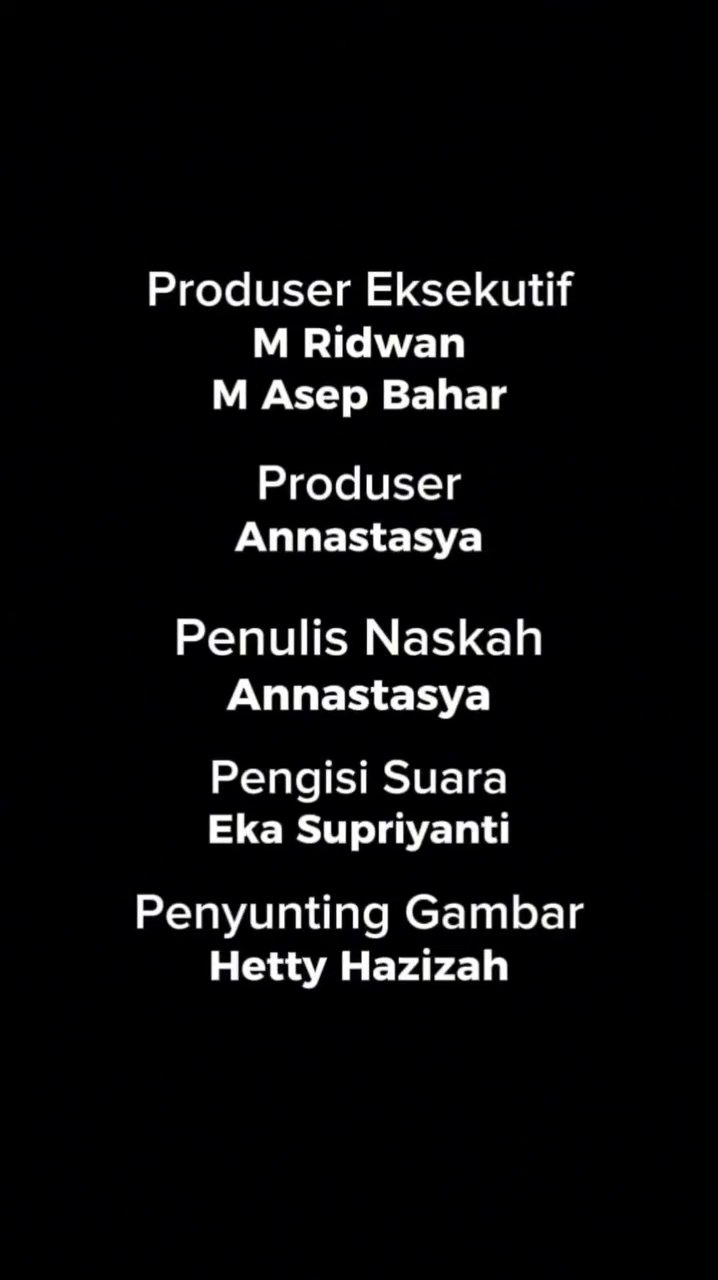 Produser Eksekutif
M Ridwan
M Asep Bahar
Produser
Annastasya
Penulis Naskah
Annastasya
Pengisi Suara
Eka Supriyanti
Penyunting Gambar
Hetty Hazizah